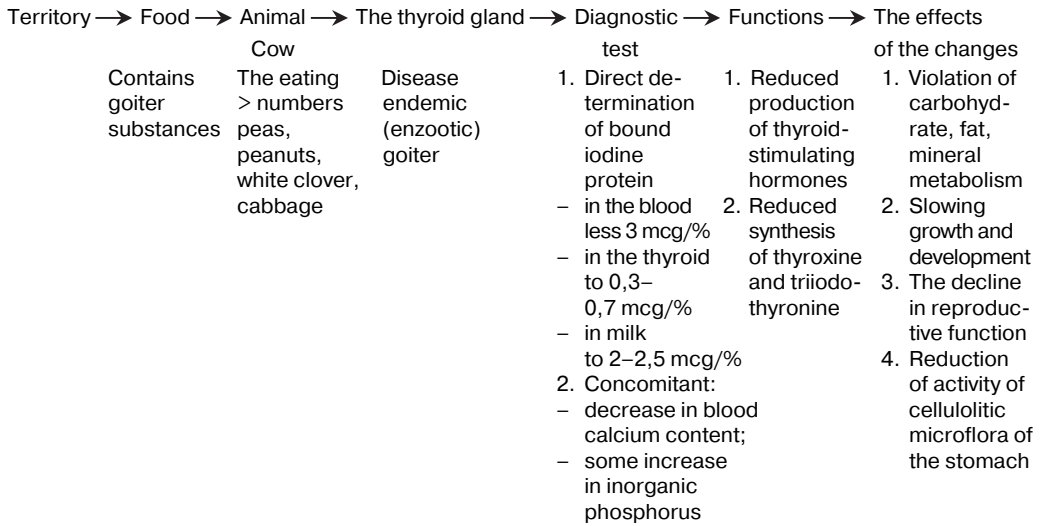 Territory → Food → Animal → The thyroid gland → Diagnostic → Functions → The effects
Cow
test
of the changes
Contains
goiter
substances
The eating
> numbers
peas,
peanuts,
white clover,
cabbage
Disease
endemic
(enzootic)
goiter
1. Direct de-
termination
of bound
iodine
protein
– in the blood
less 3 mcg/%
– in the thyroid
to 0,3–
0,7 mcg/%
– in milk
to 2–2,5 mcg/%
2. Concomitant:
– decrease in blood
calcium content;
– some increase
in inorganic
phosphorus
1. Reduced
production
of thyroid-
stimulating
hormones
2. Reduced
synthesis
of thyroxine
and triiodo-
thyronine
1. Violation of
carbohyd-
rate, fat,
mineral
metabolism
2. Slowing
growth and
development
3. The decline
in reproduc-
tive function
4. Reduction
of activity of
cellulolitic
microflora of
the stomach